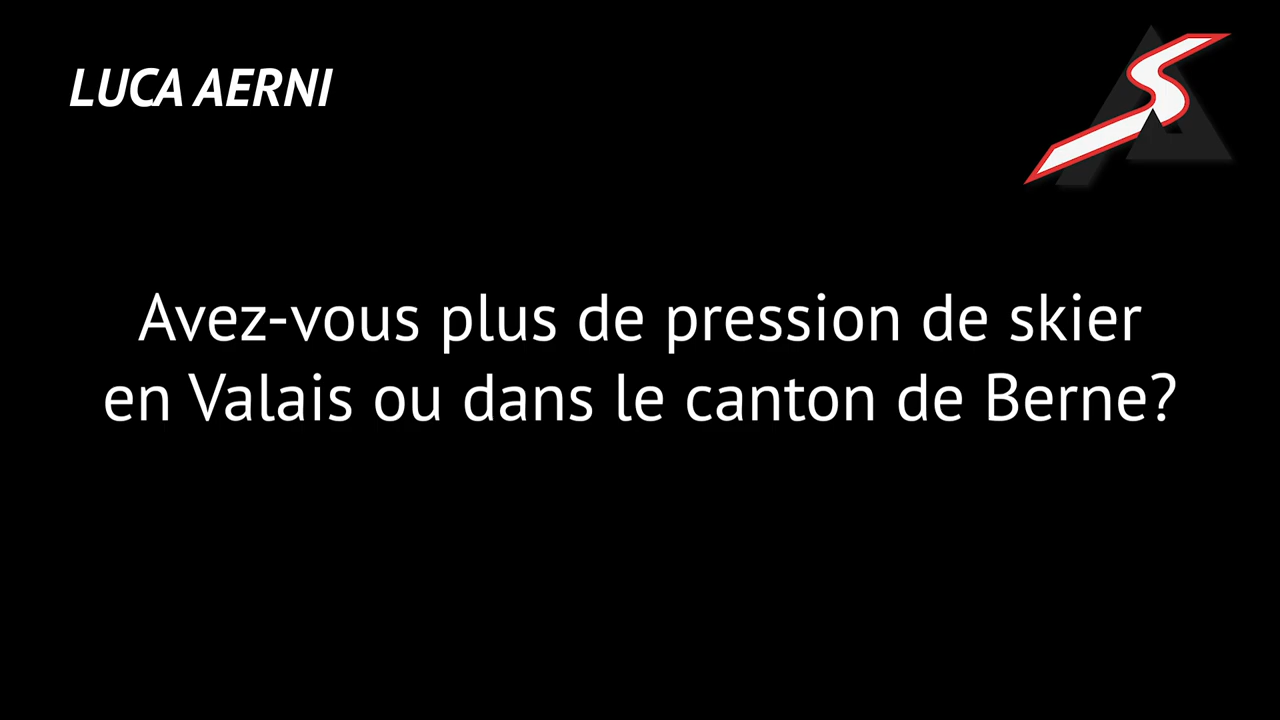 LUCA AERNI
Avez-vous plus de pression de skier
en Valais ou dans le canton de Berne?